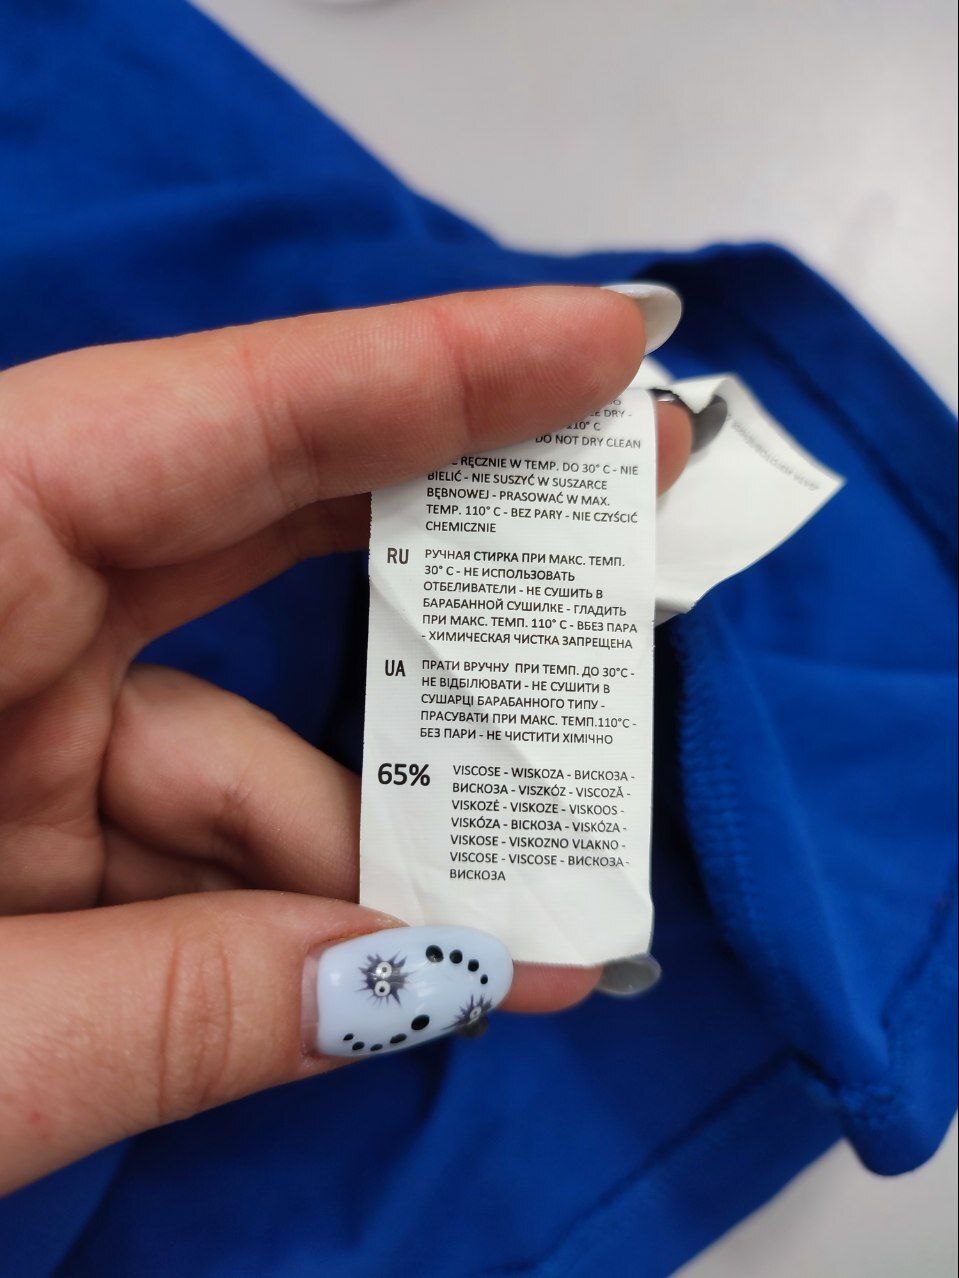 LE DRY -
110° C
DO NOT DRY CLEAN
RĘCZNIE W TEMP. DO 30° C - NIE
BIELIĆ - NIE SUSZYĆ W SUSZARCE
BĘBNOWEJ - PRASOWAĆ W MAX.
TEMP. 110° C - BEZ PARY - NIE CZYŚCIĆ
CHEMICZNIE
RU РУЧНАЯ СТИРКА ПРИ МАКС. ТЕМП.
30° C - НЕ ИСПОЛЬЗОВАТЬ
ОТБЕЛИВАТЕЛИ - НЕ СУШИТЬ В
БАРАБАННОЙ СУШИЛКЕ - ГЛАДИТЬ
ПРИ МАКС. ТЕМП. 110° C - ВБЕЗ ПАРА
- ХИМИЧЕСКАЯ ЧИСТКА ЗАПРЕЩЕНА
UA ПРАТИ ВРУЧНУ ПРИ ТЕМП. ДО 30°C -
НЕ ВІДБІЛЮВАТИ - НЕ СУШИТИ В
СУШАРЦІ БАРАБАННОГО ТИПУ -
ПРАСУВАТИ ПРИ МАКС. ТЕМП.110°C -
БЕЗ ПАРИ - НЕ ЧИСТИТИ ХІМІЧНО
65% VISCOSE - WISKOZA - ВИСКОЗА -
ВИСКОЗА - VISZKÓZ - VISCOZĂ -
VISKOZĖ - VISKOZE - VISKOOS -
VISKÓZA - ВІСКОЗА - VISKÓZA -
VISKOSE - VISKOZNO VLAKNO -
VISCOSE - VISCOSE - ВИСКОЗА -
ВИСКОЗА